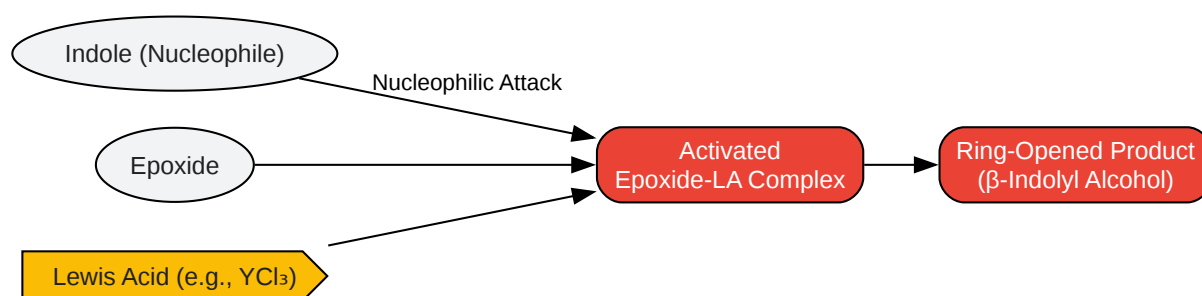 Indole (Nucleophile)
Nucleophilic Attack
Epoxide
Activated
Epoxide-LA Complex
Ring-Opened Product
(β-Indolyl Alcohol)
Lewis Acid (e.g., YCl₃)